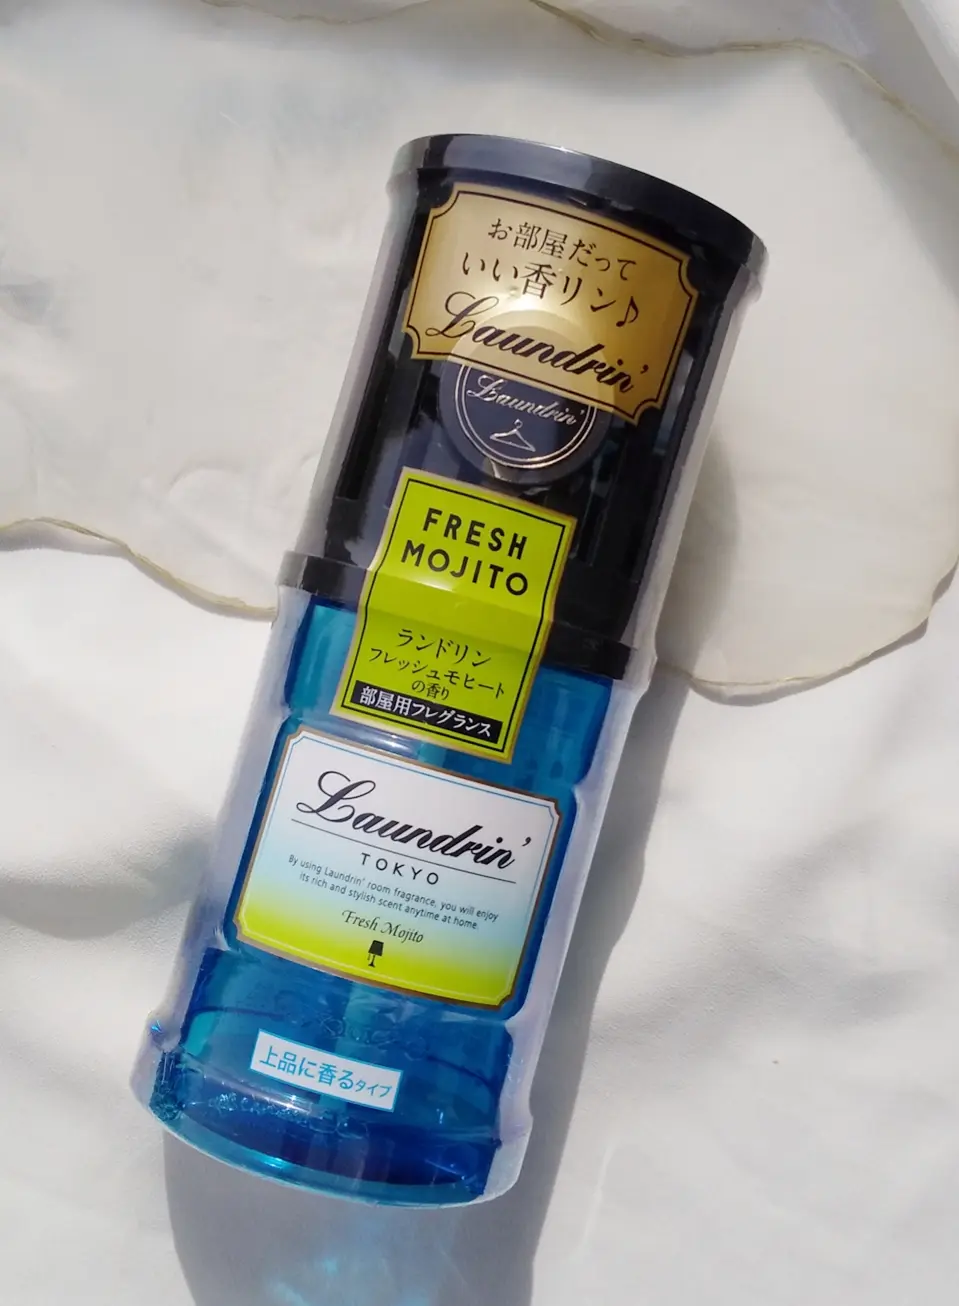 お部屋だって
いい香リン♪
Laundrin'
Laundrin'
FRESH
MOJITO
ランドリン
フレッシュモヒート
の香り
部屋用フレグランス
Laundrin'
TOKYO
By using Laundrin' room fragrance, you will enjoy
its rich and stylish scent anytime at home.
Fresh Mojito
上品に香るタイプ